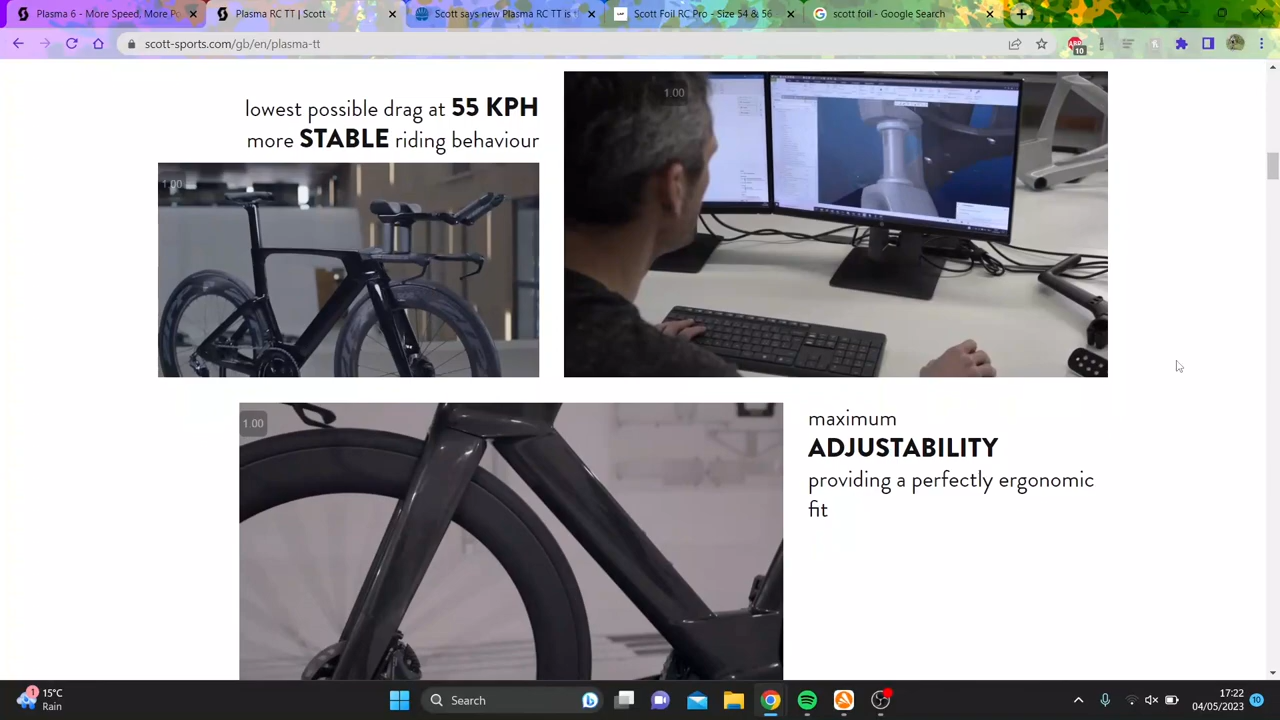 Plasma 6 - More Speed, More Po
Plasma RC TT | Scott
Scott says new Plasma RC TT is t
Scott Foil RC Pro - Size 54 & 56
scott foil - Google Search
scott-sports.com/gb/en/plasma-tt
10
lowest possible drag at 55 KPH
more STABLE riding behaviour
1.00
1.00
1.00
maximum
ADJUSTABILITY
providing a perfectly ergonomic
fit
1
15°C
Rain
Search
17:22
04/05/2023
10